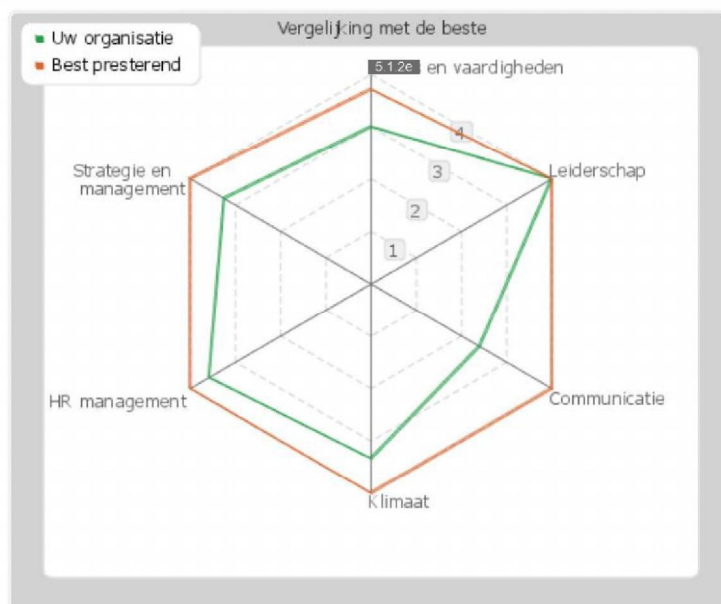 Vergelijking met de beste
Uw organisatie
Best presterend
5.1.2e en vaardigheden
4
Strategie en
management
Leiderschap
3
2
1
HR management
Communicatie
Klimaat